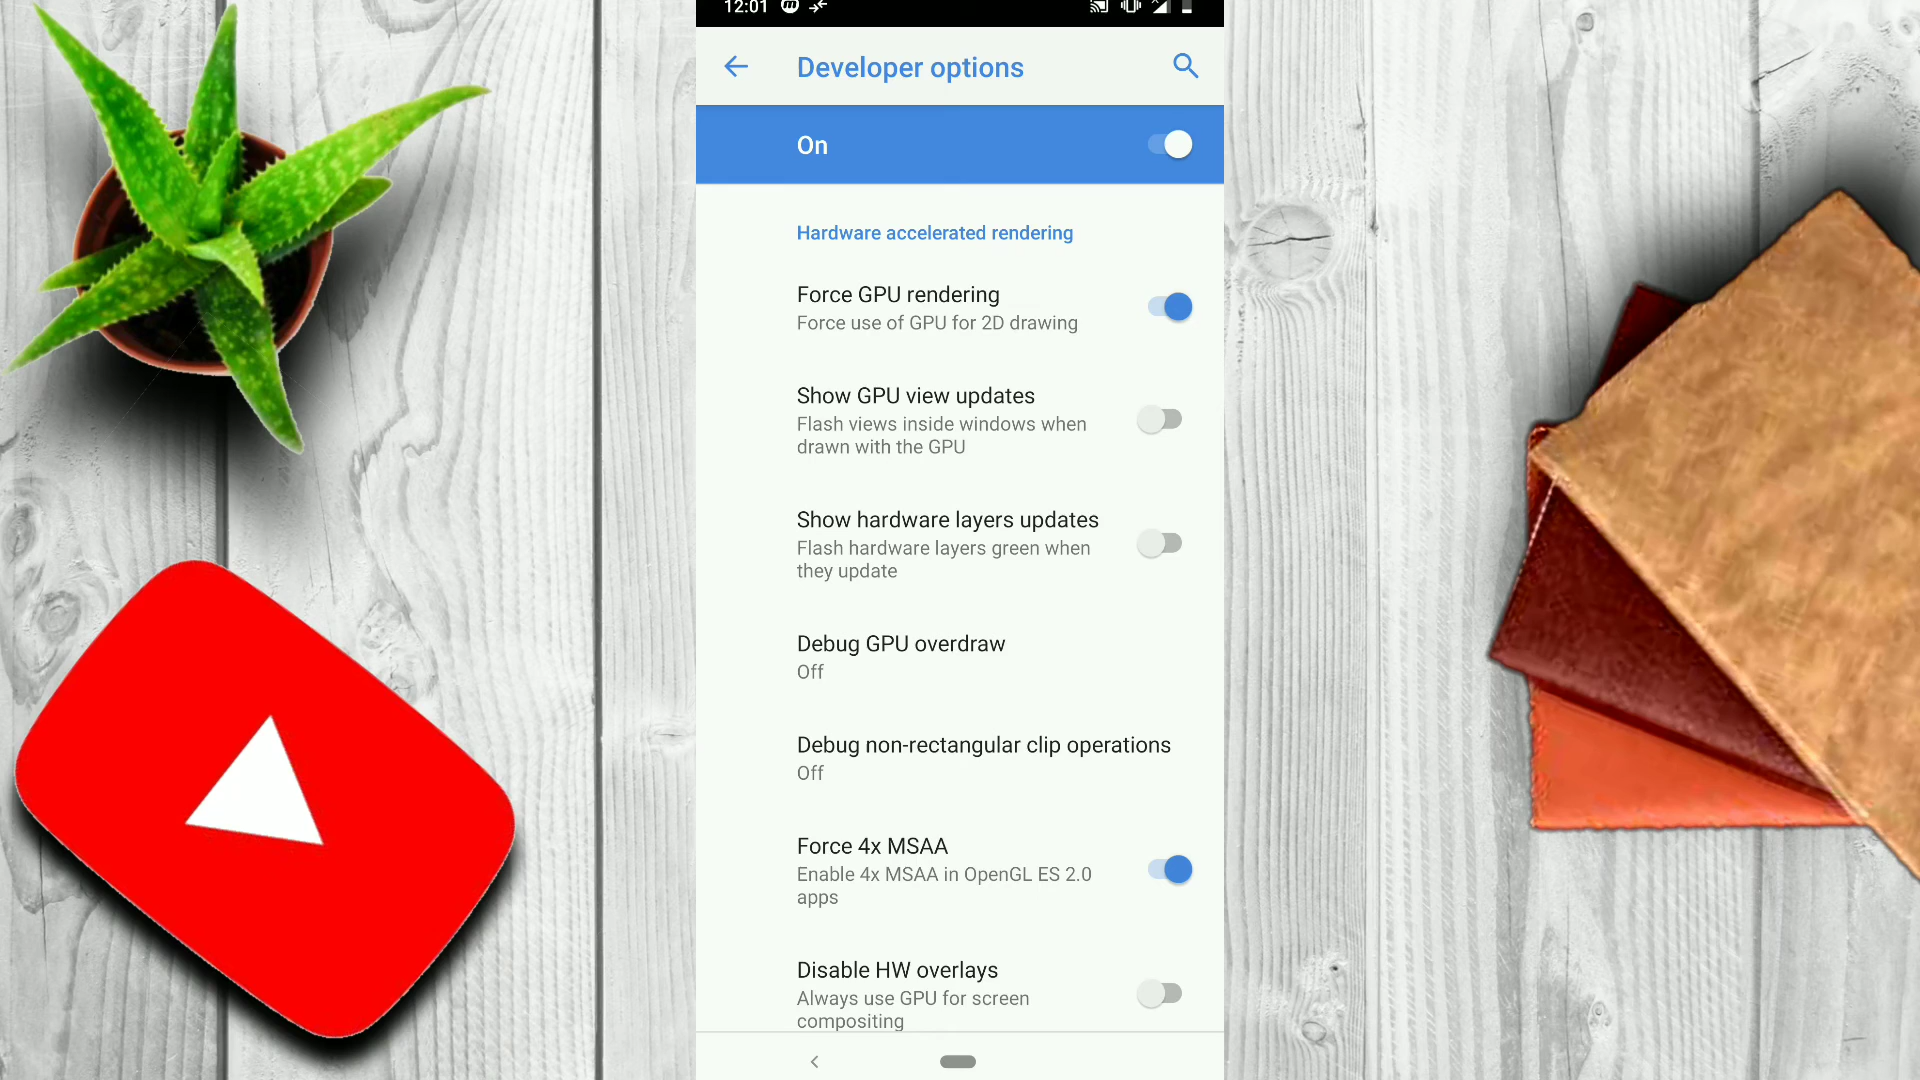 12:01
Developer options
On
Hardware accelerated rendering
Force GPU rendering
Force use of GPU for 2D drawing
Show GPU view updates
Flash views inside windows when
drawn with the GPU
Show hardware layers updates
Flash hardware layers green when
they update
Debug GPU overdraw
Off
Debug non-rectangular clip operations
Off
Force 4x MSAA
Enable 4x MSAA in OpenGL ES 2.0
apps
Disable HW overlays
Always use GPU for screen
compositing